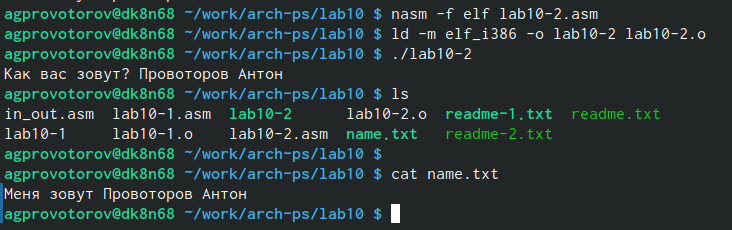 agprovotorov@dk8n68 ~/work/arch-ps/lab10 $ nasm -f elf lab10-2.asm
agprovotorov@dk8n68 ~/work/arch-ps/lab10 $ ld -m elf_i386 -o lab10-2 lab10-2.o
agprovotorov@dk8n68 ~/work/arch-ps/lab10 $ ./lab10-2
Как вас зовут? Провоторов Антон
agprovotorov@dk8n68 ~/work/arch-ps/lab10 $ ls
in_out.asm lab10-1.asm lab10-2 lab10-2.o readme-1.txt readme.txt
lab10-1 lab10-1.o lab10-2.asm name.txt readme-2.txt
agprovotorov@dk8n68 ~/work/arch-ps/lab10 $
agprovotorov@dk8n68 ~/work/arch-ps/lab10 $ cat name.txt
Меня зовут Провоторов Антон
agprovotorov@dk8n68 ~/work/arch-ps/lab10 $